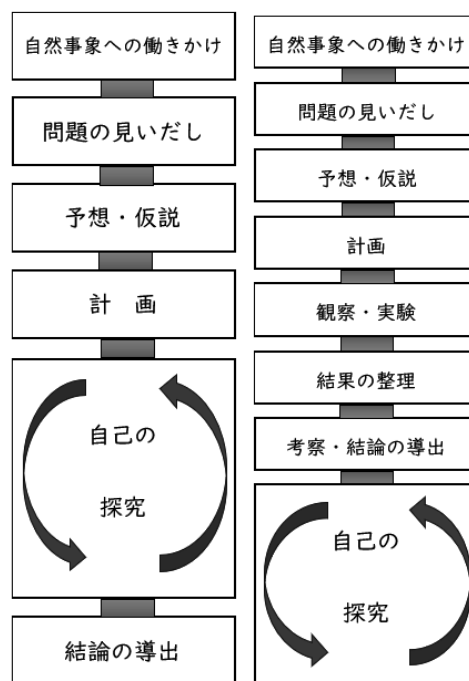 自然事象への働きかけ
問題の見いだし
予想・仮説
計　画
自己の
探究
結論の導出
自然事象への働きかけ
問題の見いだし
予想・仮説
計画
観察・実験
結果の整理
考察・結論の導出
自己の
探究